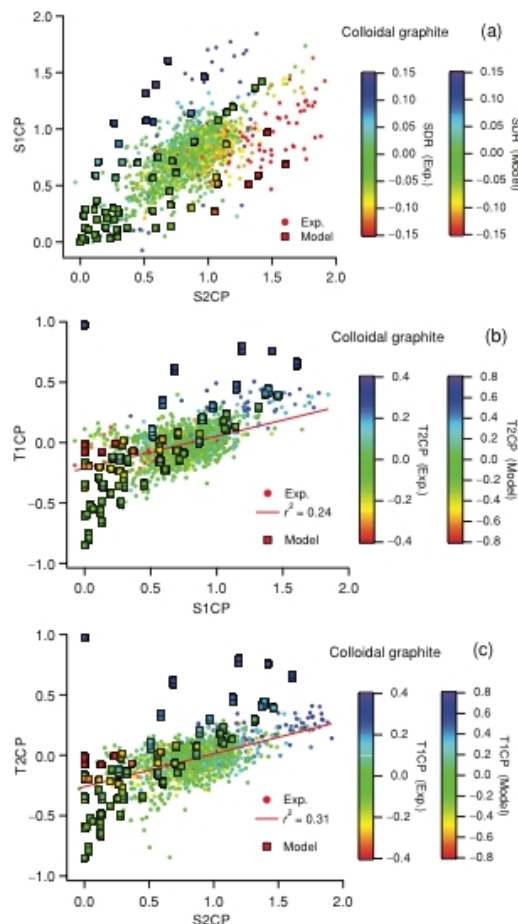 Colloidal graphite (a)
2.0
1.5
1.0
0.5
0.0
S1CP
0.0 0.5 1.0 1.5 2.0
S2CP
Exp.
Model
0.15
0.10
0.05
0.00
−0.05
−0.10
−0.15
SDR (Exp.)
0.15
0.10
0.05
0.00
−0.05
−0.10
−0.15
SDR (Model)
Colloidal graphite (b)
1.0
0.5
0.0
−0.5
−1.0
T1CP
0.0 0.5 1.0 1.5 2.0
S1CP
Exp.
r² = 0.24
Model
0.4
0.2
0.0
−0.2
−0.4
T2CP (Exp.)
0.8
0.6
0.4
0.2
0.0
−0.2
−0.4
−0.6
−0.8
T2CP (Model)
Colloidal graphite (c)
1.0
0.5
0.0
−0.5
−1.0
T2CP
0.0 0.5 1.0 1.5 2.0
S2CP
Exp.
r² = 0.31
Model
0.4
0.2
0.0
−0.2
−0.4
T1CP (Exp.)
0.8
0.6
0.4
0.2
0.0
−0.2
−0.4
−0.6
−0.8
T1CP (Model)